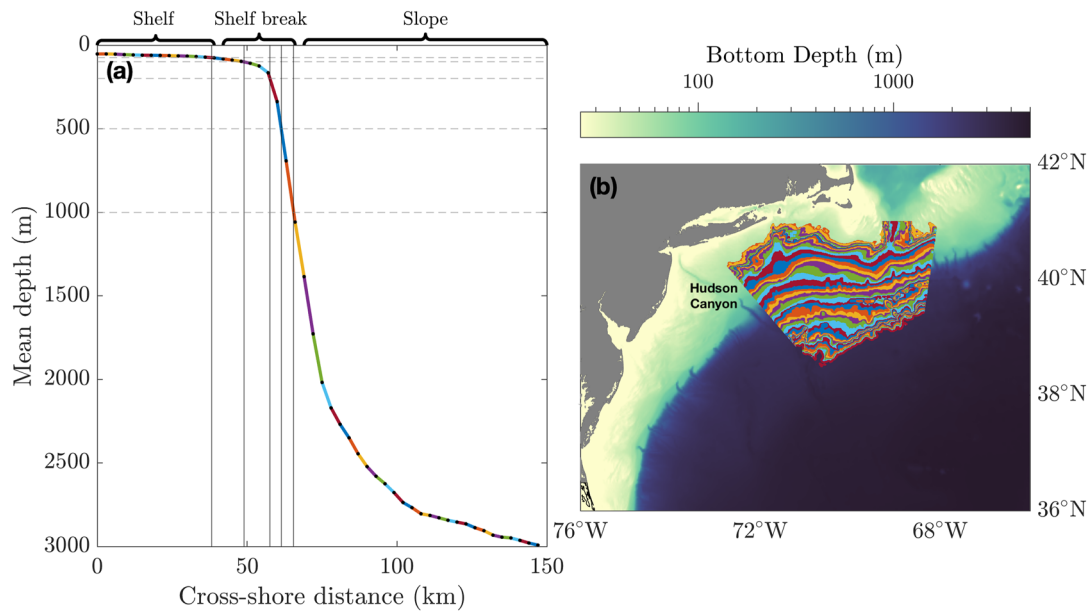 Shelf
Shelf break
Slope
0
500
1000
1500
2000
2500
3000
Mean depth (m)
(a)
0
50
100
150
Cross-shore distance (km)
Bottom Depth (m)
100
1000
(b)
Hudson
Canyon
42°N
40°N
38°N
36°N
76°W
72°W
68°W